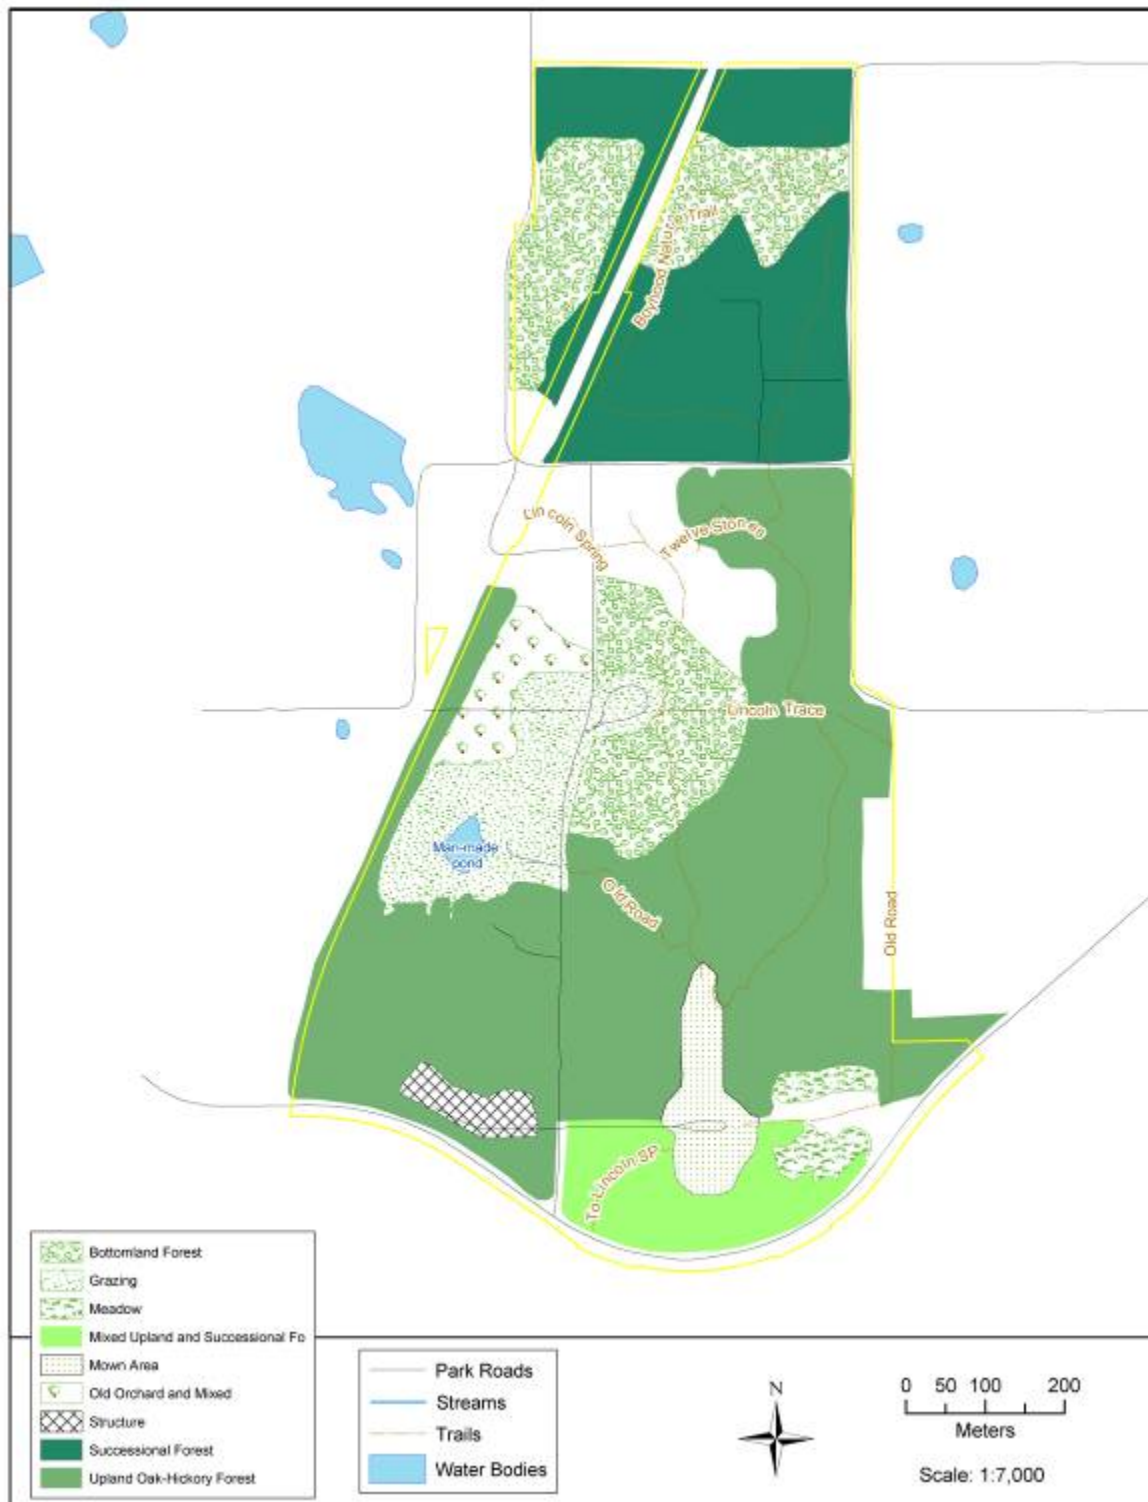 Boyhood Nature Trail
Lincoln Spring
Twelve Stones
Lincoln Trace
Man-made
pond
Old Road
Old Road
To Lincoln SP
Bottomland Forest
Grazing
Meadow
Mixed Upland and Successional Fo
Mown Area
Old Orchard and Mixed
Structure
Successional Forest
Upland Oak-Hickory Forest
Park Roads
Streams
Trails
Water Bodies
N
0 50 100 200
Meters
Scale: 1:7,000